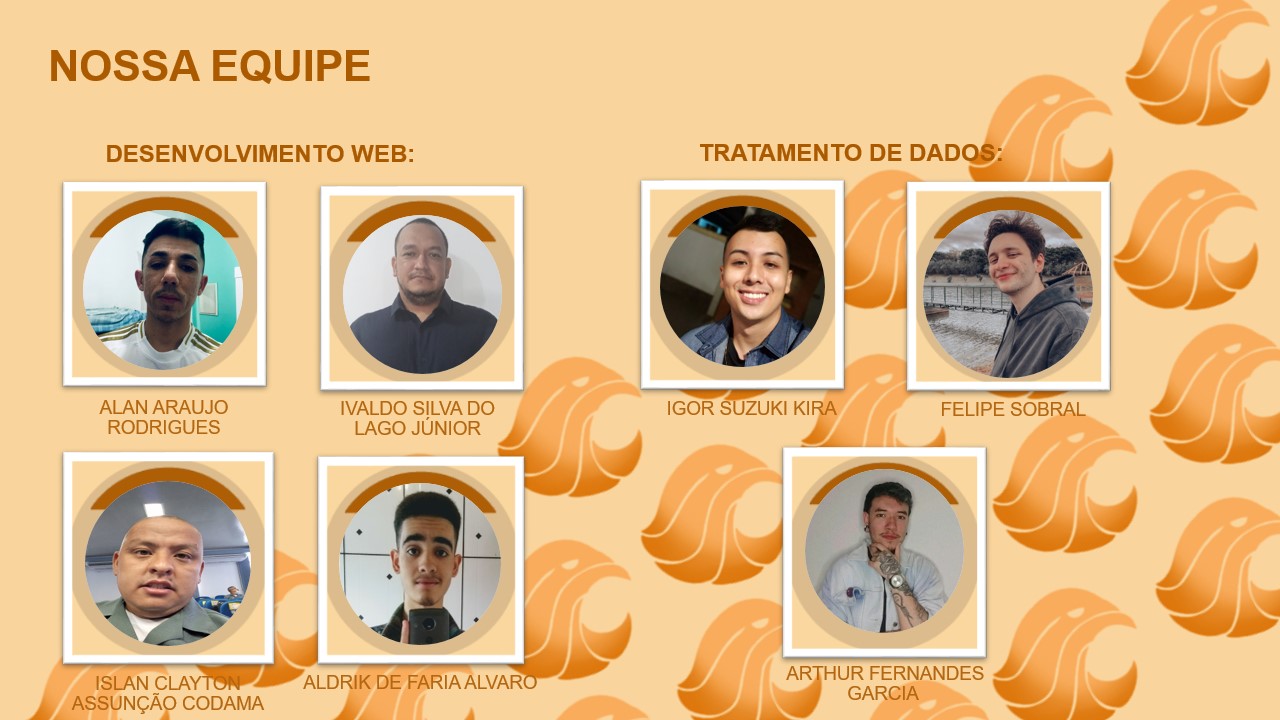 NOSSA EQUIPE
DESENVOLVIMENTO WEB:
ALAN ARAUJO
RODRIGUES
IVALDO SILVA DO
LAGO JÚNIOR
ISLAN CLAYTON
ASSUNÇÃO CODAMA
ALDRIK DE FARIA ALVARO
TRATAMENTO DE DADOS:
IGOR SUZUKI KIRA
FELIPE SOBRAL
ARTHUR FERNANDES
GARCIA